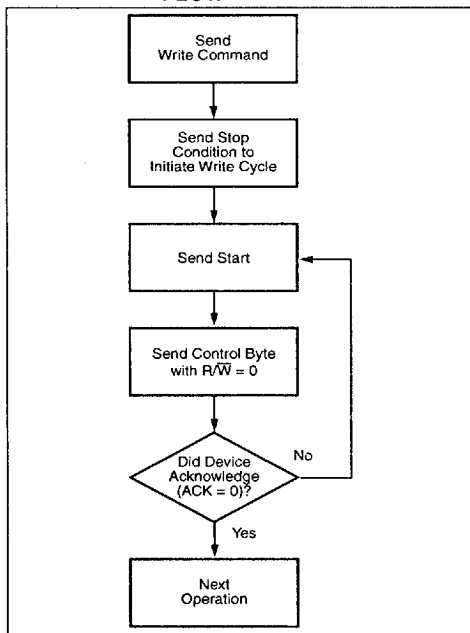 FLOW
Send
Write Command
Send Stop
Condition to
Initiate Write Cycle
Send Start
Send Control Byte
with R/W̅ = 0
Did Device
Acknowledge
(ACK = 0)?
No
Yes
Next
Operation